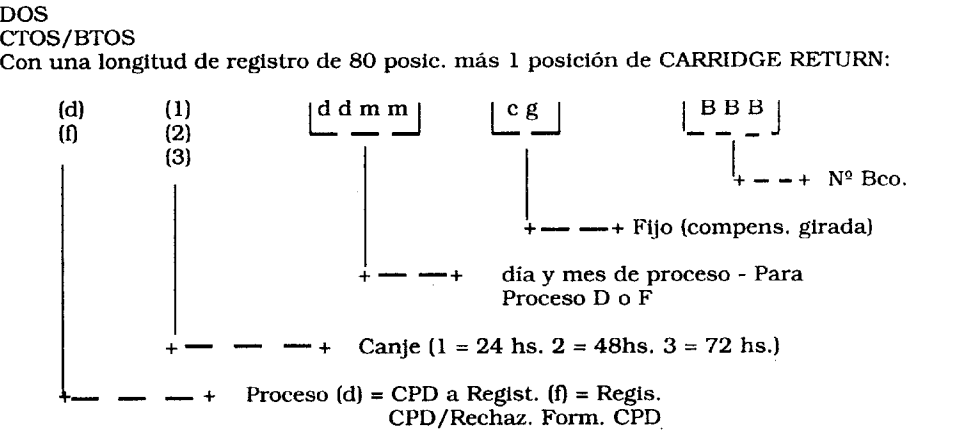 DOS
CTOS/BTOS
Con una longitud de registro de 80 posic. más 1 posición de CARRIDGE RETURN:
(d) (1) d d m m c g B B B
(f) (2)
(3)
Nº Bco.
Fijo (compens. girada)
día y mes de proceso - Para
Proceso D o F
Canje (1 = 24 hs. 2 = 48hs. 3 = 72 hs.)
Proceso (d) = CPD a Regist. (f) = Regis.
CPD/Rechaz. Form. CPD